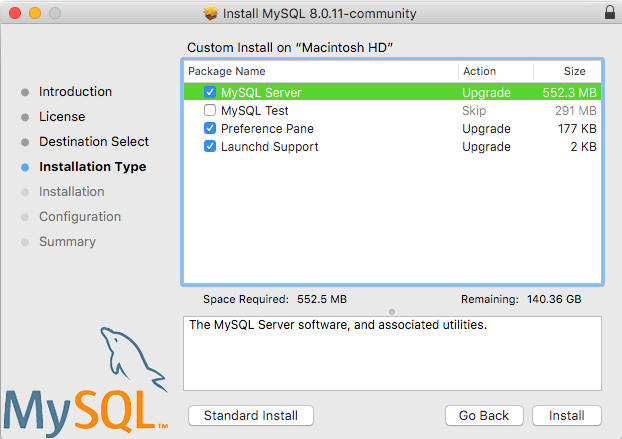 Install MySQL 8.0.11-community
Custom Install on “Macintosh HD”
Introduction
License
Destination Select
Installation Type
Installation
Configuration
Summary
Package Name Action Size
MySQL Server Upgrade 552.3 MB
MySQL Test Skip 291 MB
Preference Pane Upgrade 177 KB
Launchd Support Upgrade 2 KB
Space Required: 552.5 MB Remaining: 140.36 GB
The MySQL Server software, and associated utilities.
MySQL™
Standard Install Go Back Install